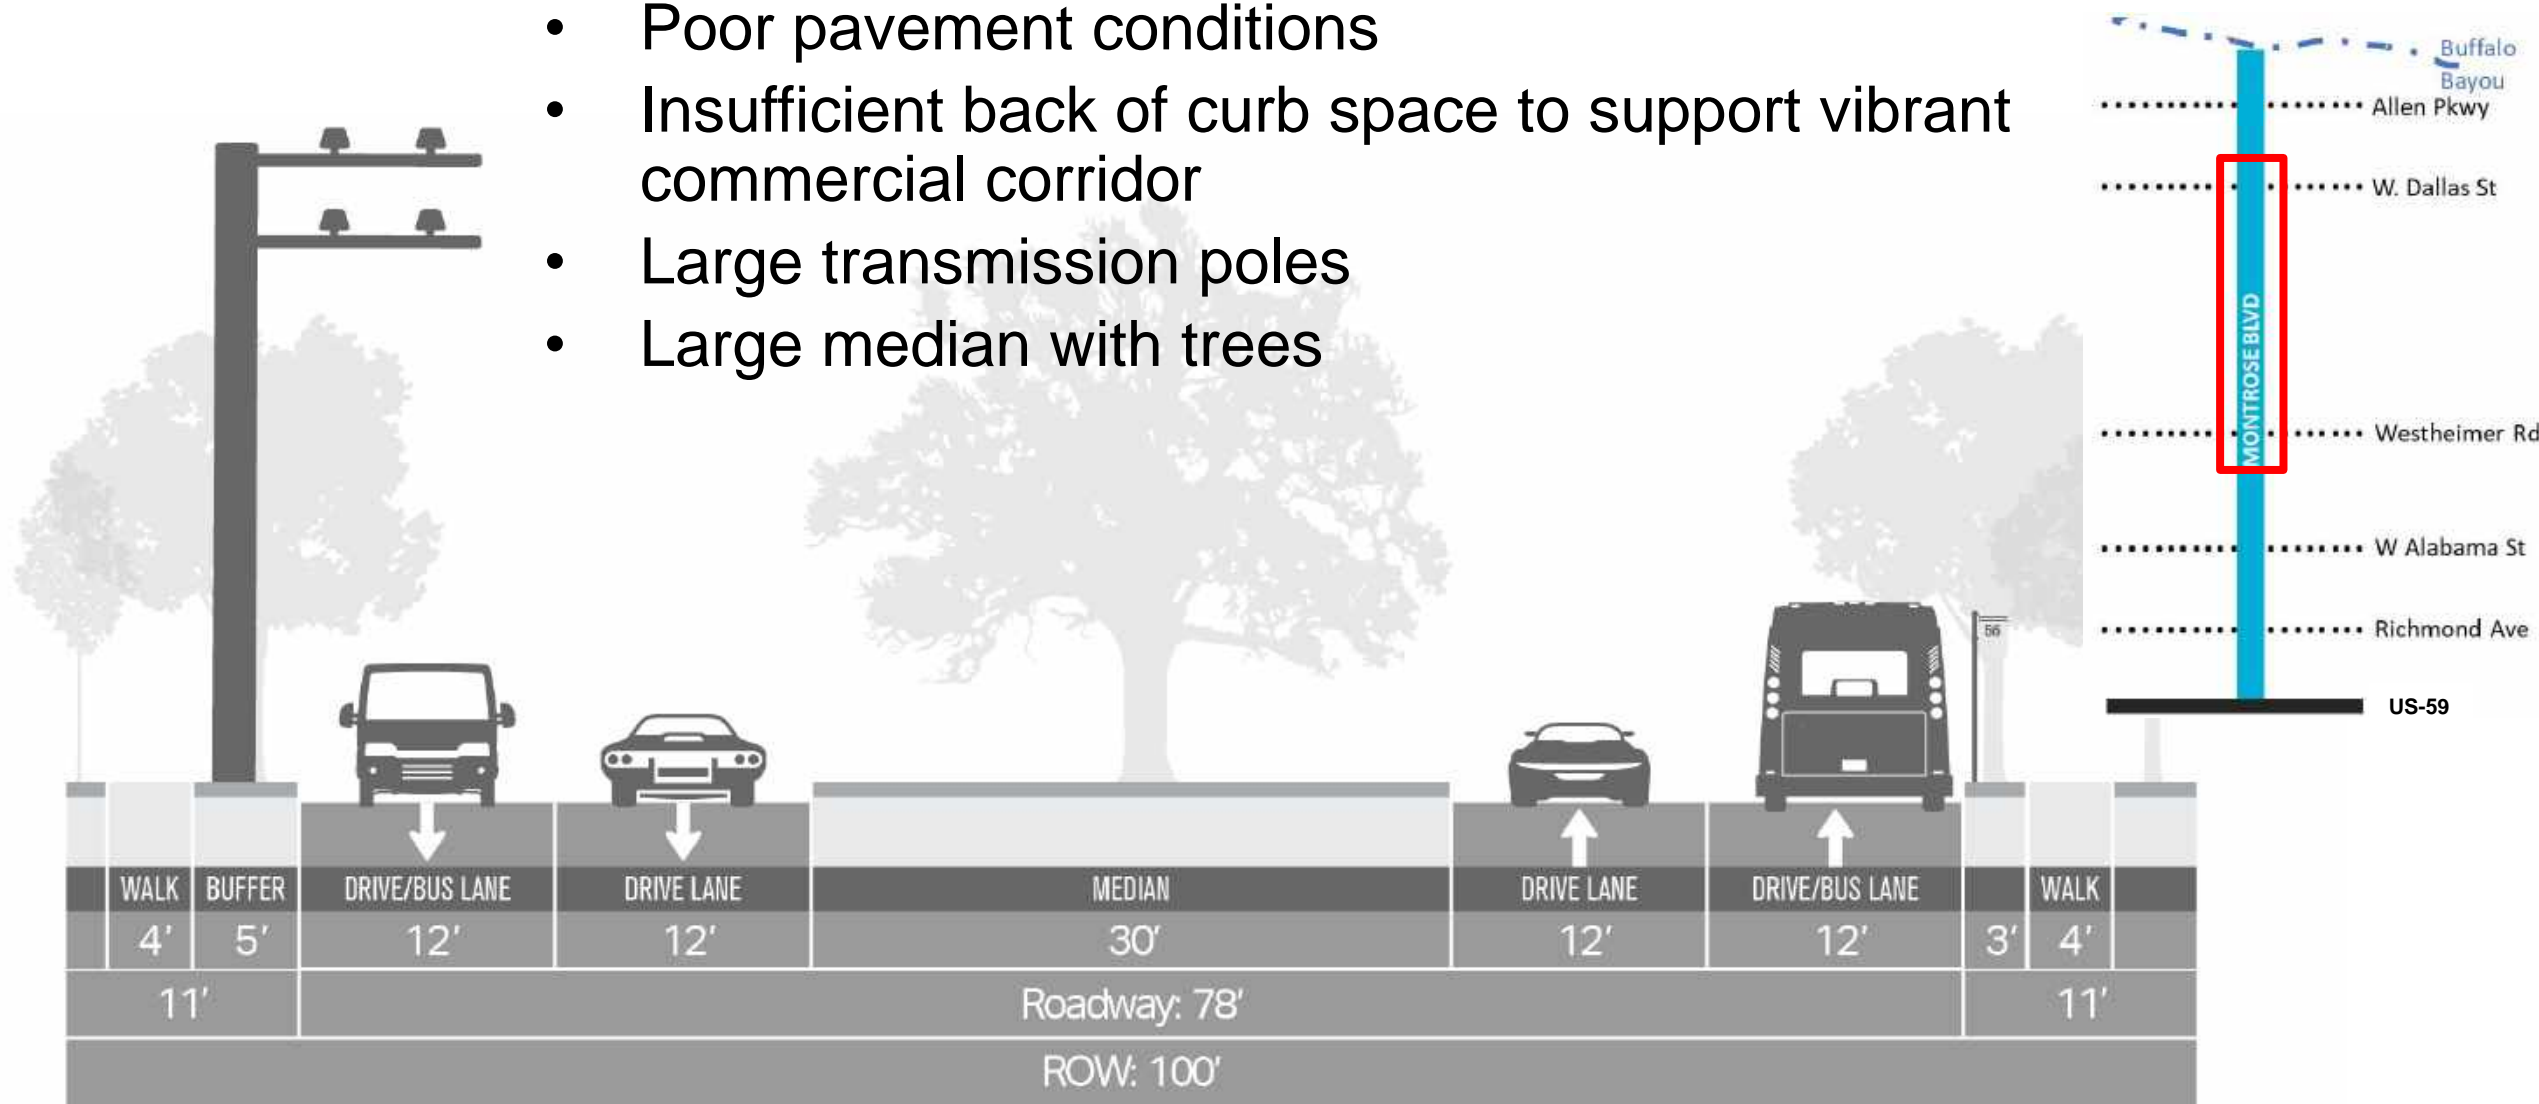 • Poor pavement conditions
• Insufficient back of curb space to support vibrant
commercial corridor
• Large transmission poles
• Large median with trees
Buffalo
Bayou
Allen Pkwy
W. Dallas St
MONTROSE BLVD
Westheimer Rd
W Alabama St
Richmond Ave
US-59
56
WALK BUFFER DRIVE/BUS LANE DRIVE LANE MEDIAN DRIVE LANE DRIVE/BUS LANE WALK
4' 5' 12' 12' 30' 12' 12' 3' 4'
11' Roadway: 78' 11'
ROW: 100'